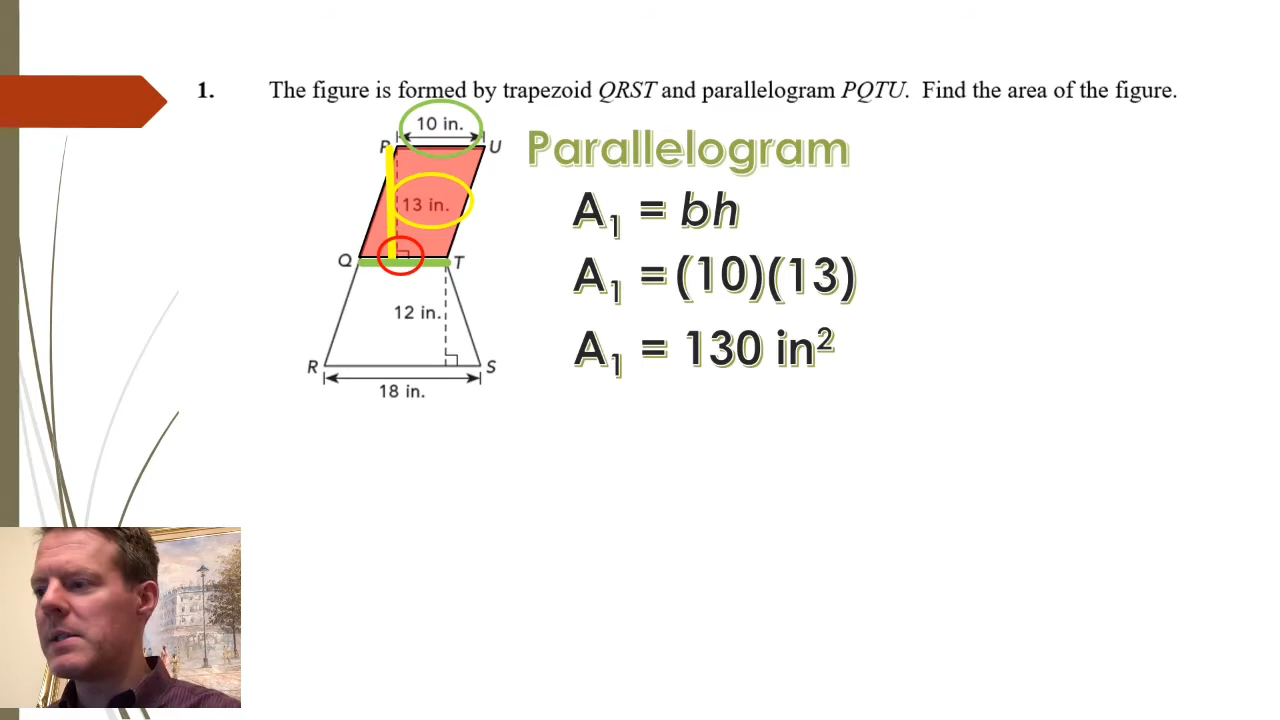 1. The figure is formed by trapezoid QRST and parallelogram PQTU. Find the area of the figure.
10 in.
P
U
Parallelogram
13 in.
A₁ = bh
Q
T
A₁ = (10)(13)
12 in.
A₁ = 130 in²
R
S
18 in.